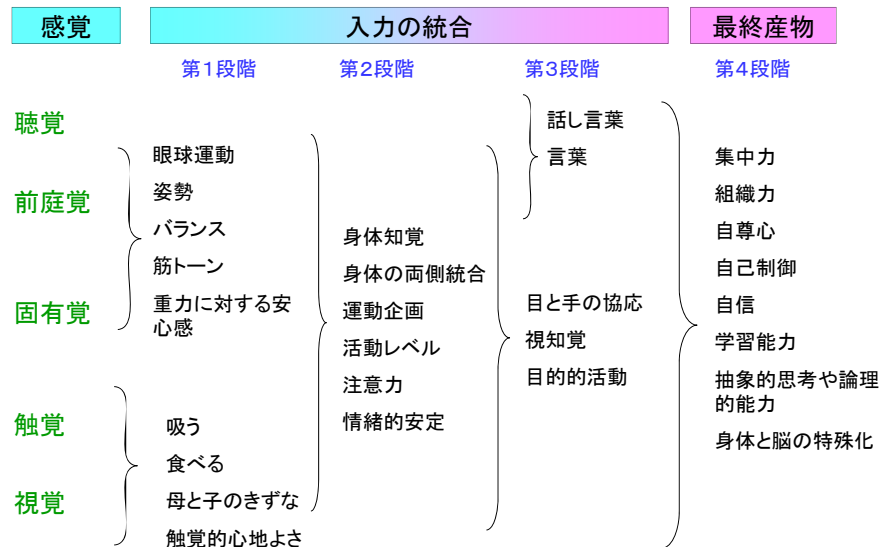 感覚
入力の統合
最終産物
第1段階
第2段階
第3段階
第4段階
聴覚
前庭覚
固有覚
触覚
視覚
眼球運動
姿勢
バランス
筋トーン
重力に対する安
心感
吸う
食べる
母と子のきずな
触覚的心地よさ
身体知覚
身体の両側統合
運動企画
活動レベル
注意力
情緒的安定
話し言葉
言葉
目と手の協応
視知覚
目的的活動
集中力
組織力
自尊心
自己制御
自信
学習能力
抽象的思考や論理
的能力
身体と脳の特殊化